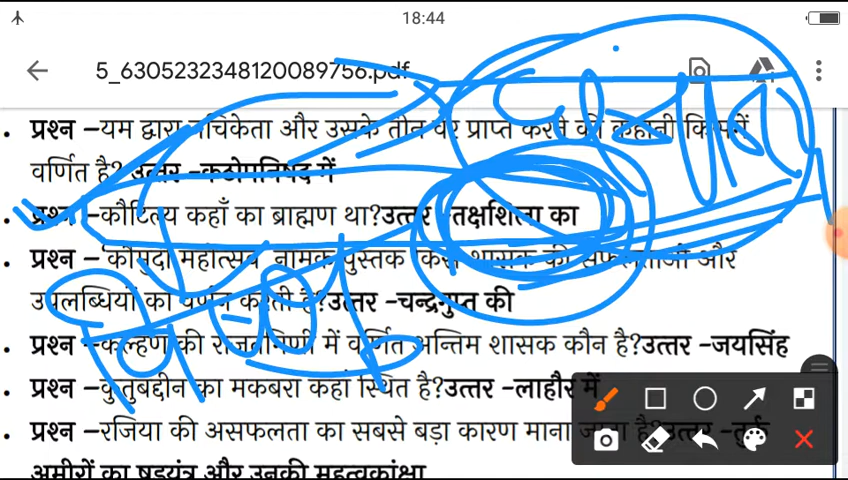 18:44
5_6305232348120089756.pdf
• प्रश्न –यम द्वारा नचिकेता और उसके तीन वर प्राप्त करने की कहानी किसमें
वर्णित है? उत्तर -कठोपनिषद में
• प्रश्न –कौटिल्य कहाँ का ब्राह्मण था?उत्तर -तक्षशिला का
• प्रश्न –'कौमुदी महोत्सव' नामक पुस्तक किस शासक की सफलताओं और
उपलब्धियों का वर्णन करती है?उत्तर -चन्द्रगुप्त की
• प्रश्न –कल्हण की राजतरंगिणी में वर्णित अन्तिम शासक कौन है?उत्तर -जयसिंह
• प्रश्न –कुतुबद्दीन का मकबरा कहाँ स्थित है?उत्तर -लाहौर में
• प्रश्न –रजिया की असफलता का सबसे बड़ा कारण माना जाता है?उत्तर -तुर्क
अमीरों का षडयंत्र और उनकी महत्वकांक्षा